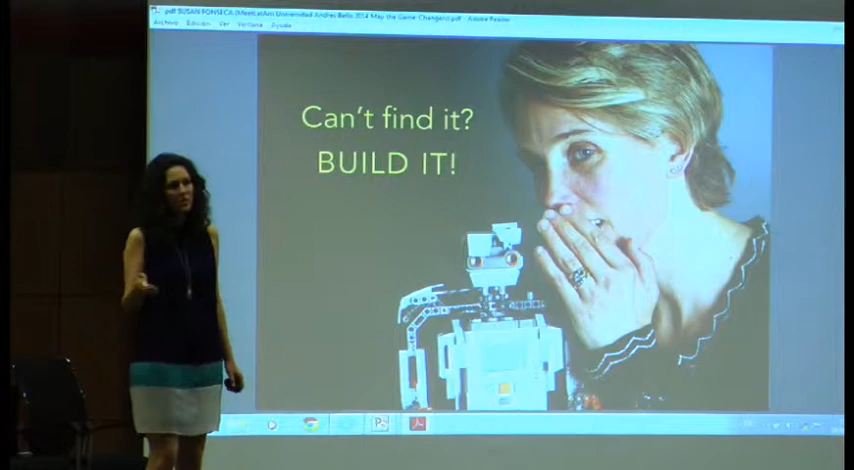 pdf SUSAN FONSECA (MeetLatAm Universidad Andres Bello 2014 May the Game Changers).pdf - Adobe Reader
Archivo Edición Ver Ventana Ayuda
Can't find it?
BUILD IT!